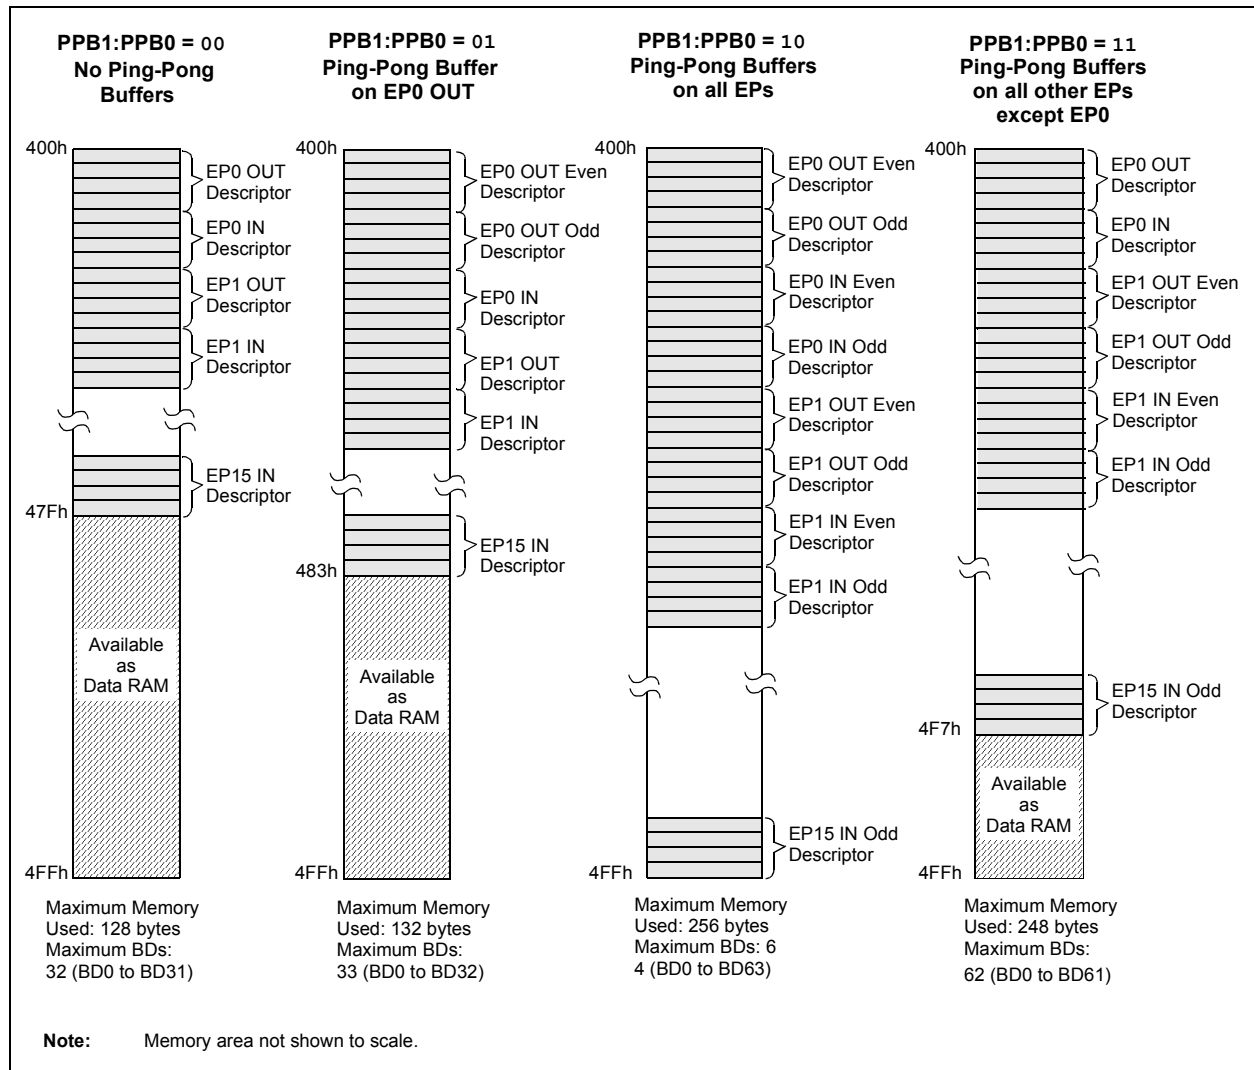 PPB1:PPB0 = 00
No Ping-Pong
Buffers
400h
EP0 OUT
Descriptor
EP0 IN
Descriptor
EP1 OUT
Descriptor
EP1 IN
Descriptor
EP15 IN
Descriptor
47Fh
Available
as
Data RAM
4FFh
Maximum Memory
Used: 128 bytes
Maximum BDs:
32 (BD0 to BD31)
PPB1:PPB0 = 01
Ping-Pong Buffer
on EP0 OUT
400h
EP0 OUT Even
Descriptor
EP0 OUT Odd
Descriptor
EP0 IN
Descriptor
EP1 OUT
Descriptor
EP1 IN
Descriptor
EP15 IN
Descriptor
483h
Available
as
Data RAM
4FFh
Maximum Memory
Used: 132 bytes
Maximum BDs:
33 (BD0 to BD32)
PPB1:PPB0 = 10
Ping-Pong Buffers
on all EPs
400h
EP0 OUT Even
Descriptor
EP0 OUT Odd
Descriptor
EP0 IN Even
Descriptor
EP0 IN Odd
Descriptor
EP1 OUT Even
Descriptor
EP1 OUT Odd
Descriptor
EP1 IN Even
Descriptor
EP1 IN Odd
Descriptor
EP15 IN Odd
Descriptor
4FFh
Maximum Memory
Used: 256 bytes
Maximum BDs: 6
4 (BD0 to BD63)
PPB1:PPB0 = 11
Ping-Pong Buffers
on all other EPs
except EP0
400h
EP0 OUT
Descriptor
EP0 IN
Descriptor
EP1 OUT Even
Descriptor
EP1 OUT Odd
Descriptor
EP1 IN Even
Descriptor
EP1 IN Odd
Descriptor
EP15 IN Odd
Descriptor
4F7h
Available
as
Data RAM
4FFh
Maximum Memory
Used: 248 bytes
Maximum BDs:
62 (BD0 to BD61)
Note: Memory area not shown to scale.